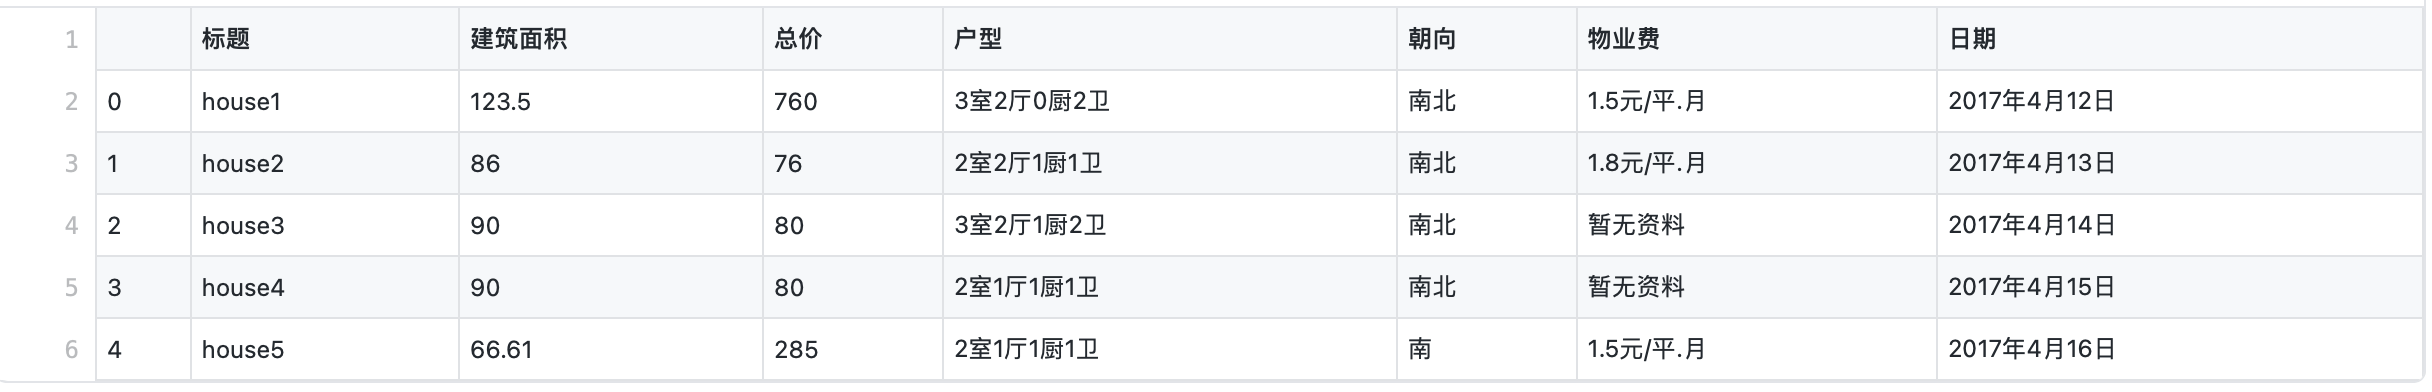 1 标题 建筑面积 总价 户型 朝向 物业费 日期
2 0 house1 123.5 760 3室2厅0厨2卫 南北 1.5元/平.月 2017年4月12日
3 1 house2 86 76 2室2厅1厨1卫 南北 1.8元/平.月 2017年4月13日
4 2 house3 90 80 3室2厅1厨2卫 南北 暂无资料 2017年4月14日
5 3 house4 90 80 2室1厅1厨1卫 南北 暂无资料 2017年4月15日
6 4 house5 66.61 285 2室1厅1厨1卫 南 1.5元/平.月 2017年4月16日